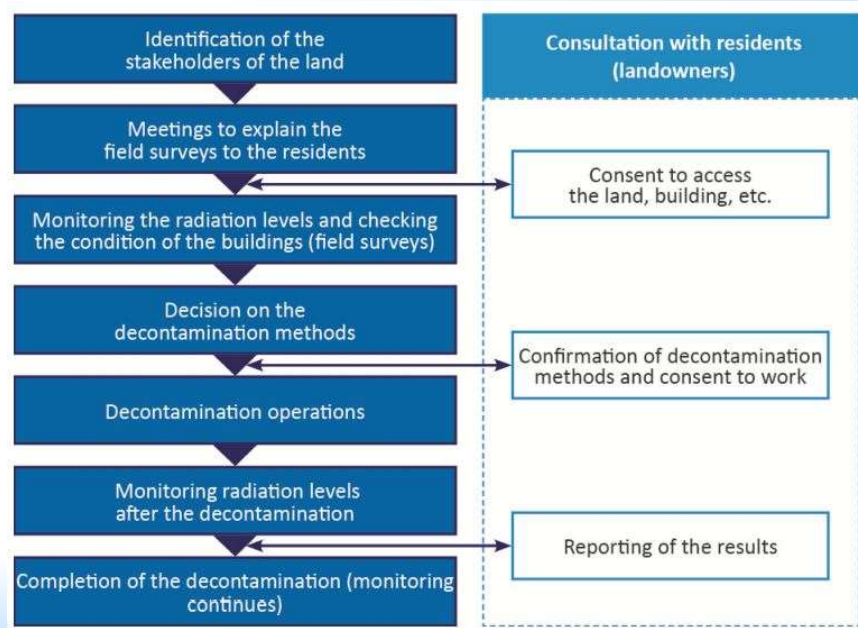 Identification of the
stakeholders of the land
Meetings to explain the
field surveys to the residents
Monitoring the radiation levels and checking
the condition of the buildings (field surveys)
Decision on the
decontamination methods
Decontamination operations
Monitoring radiation levels
after the decontamination
Completion of the decontamination (monitoring
continues)
Consultation with residents
(landowners)
Consent to access
the land, building, etc.
Confirmation of decontamination
methods and consent to work
Reporting of the results